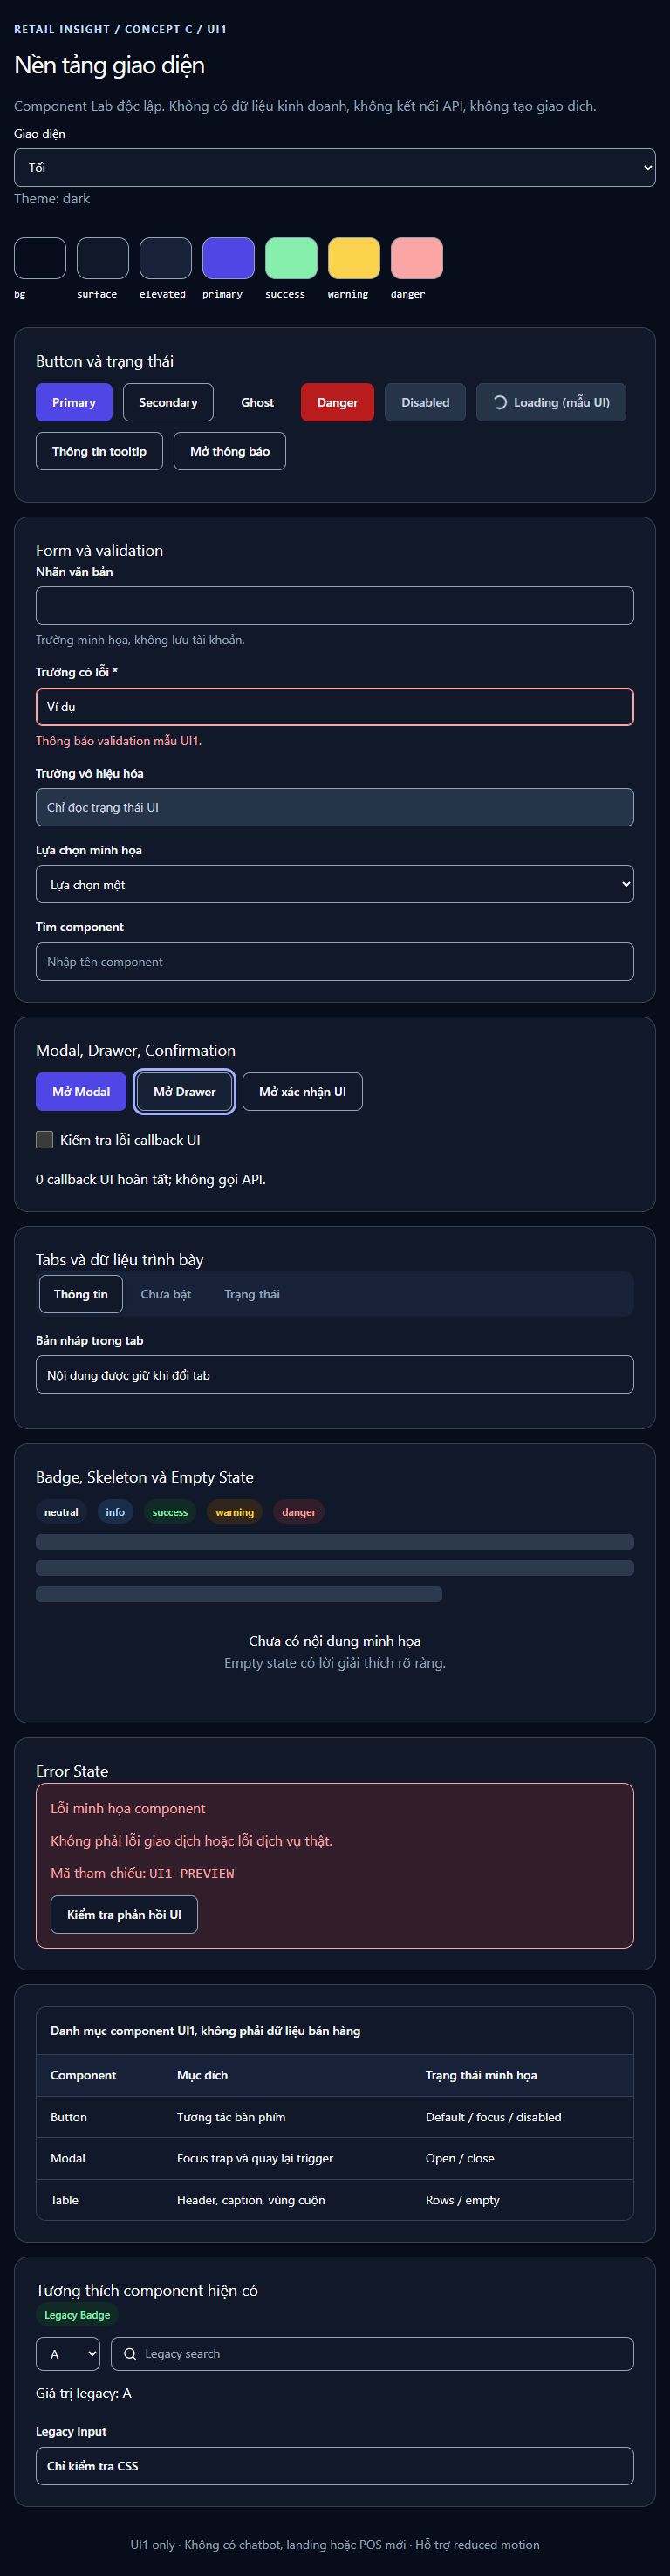 RETAIL INSIGHT / CONCEPT C / UI1
Nền tảng giao diện
Component Lab độc lập. Không có dữ liệu kinh doanh, không kết nối API, không tạo giao dịch.
Giao diện
Tối
Theme: dark
bg surface elevated primary success warning danger
Button và trạng thái
Primary Secondary Ghost Danger Disabled Loading (mẫu UI)
Thông tin tooltip Mở thông báo
Form và validation
Nhãn văn bản
Trường minh họa, không lưu tài khoản.
Trường có lỗi *
Ví dụ
Thông báo validation mẫu UI1.
Trường vô hiệu hóa
Chỉ đọc trạng thái UI
Lựa chọn minh họa
Lựa chọn một
Tìm component
Nhập tên component
Modal, Drawer, Confirmation
Mở Modal Mở Drawer Mở xác nhận UI
Kiểm tra lỗi callback UI
0 callback UI hoàn tất; không gọi API.
Tabs và dữ liệu trình bày
Thông tin Chưa bật Trạng thái
Bản nháp trong tab
Nội dung được giữ khi đổi tab
Badge, Skeleton và Empty State
neutral info success warning danger
Chưa có nội dung minh họa
Empty state có lời giải thích rõ ràng.
Error State
Lỗi minh họa component
Không phải lỗi giao dịch hoặc lỗi dịch vụ thật.
Mã tham chiếu: UI1-PREVIEW
Kiểm tra phản hồi UI
Danh mục component UI1, không phải dữ liệu bán hàng
Component Mục đích Trạng thái minh họa
Button Tương tác bàn phím Default / focus / disabled
Modal Focus trap và quay lại trigger Open / close
Table Header, caption, vùng cuộn Rows / empty
Tương thích component hiện có
Legacy Badge
A Legacy search
Giá trị legacy: A
Legacy input
Chỉ kiểm tra CSS
UI1 only · Không có chatbot, landing hoặc POS mới · Hỗ trợ reduced motion